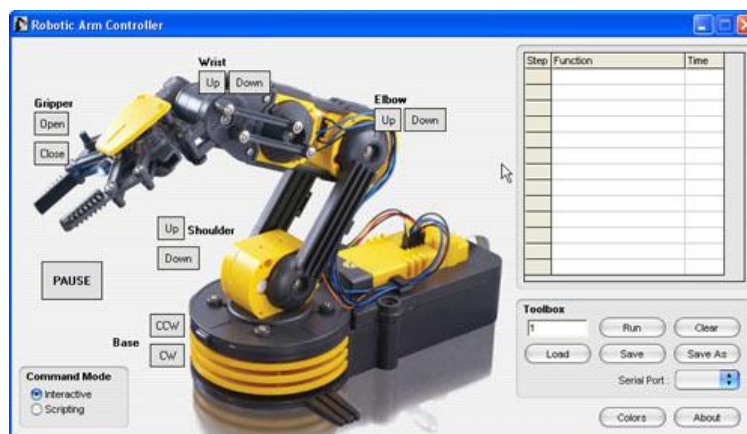 Robotic Arm Controller
Wrist
Up Down
Gripper
Open
Close
Elbow
Up Down
Up Shoulder
Down
PAUSE
CCW
Base
CW
Command Mode
Interactive
Scripting
Step Function Time
Toolbox
1 Run Clear
Load Save Save As
Serial Port :
Colors About